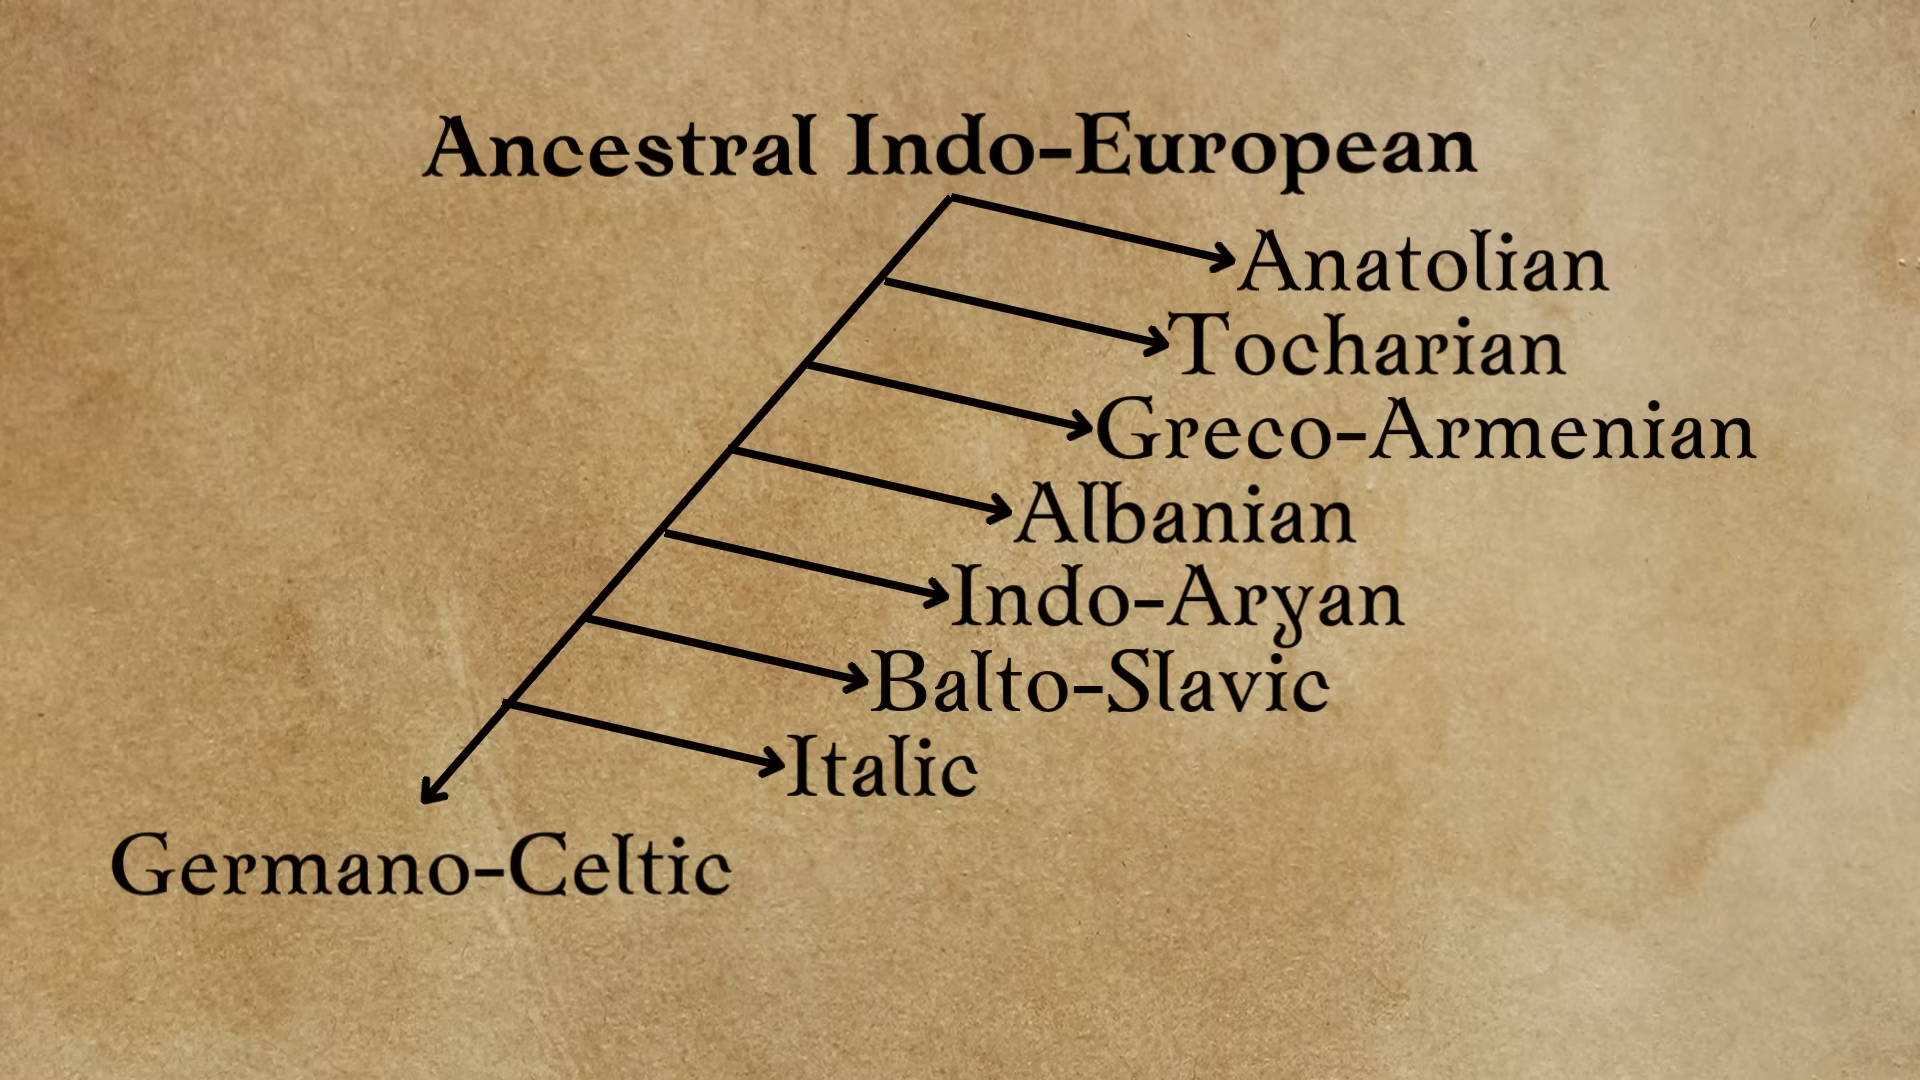 Ancestral Indo-European
Anatolian
Tocharian
Greco-Armenian
Albanian
Indo-Aryan
Balto-Slavic
Italic
Germano-Celtic